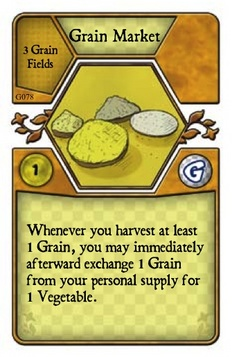 Grain Market
3 Grain
Fields
G078
1
G
Whenever you harvest at least
1 Grain, you may immediately
afterward exchange 1 Grain
from your personal supply for
1 Vegetable.